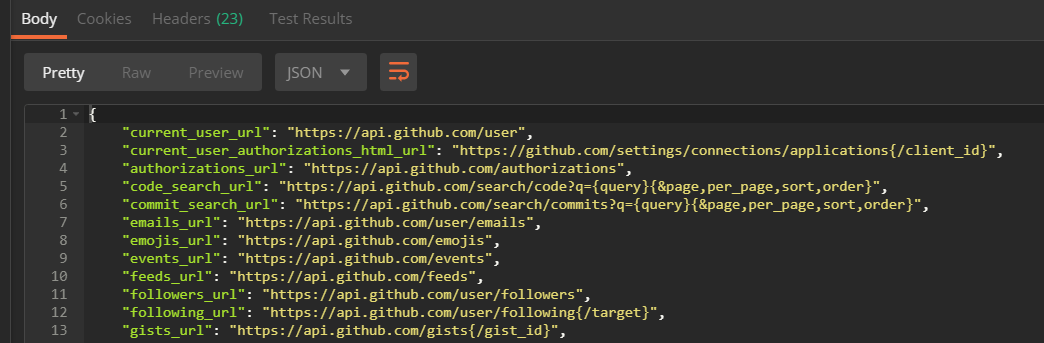 Body Cookies Headers (23) Test Results
Pretty Raw Preview JSON
1 {
2 "current_user_url": "https://api.github.com/user",
3 "current_user_authorizations_html_url": "https://github.com/settings/connections/applications{/client_id}",
4 "authorizations_url": "https://api.github.com/authorizations",
5 "code_search_url": "https://api.github.com/search/code?q={query}{&page,per_page,sort,order}",
6 "commit_search_url": "https://api.github.com/search/commits?q={query}{&page,per_page,sort,order}",
7 "emails_url": "https://api.github.com/user/emails",
8 "emojis_url": "https://api.github.com/emojis",
9 "events_url": "https://api.github.com/events",
10 "feeds_url": "https://api.github.com/feeds",
11 "followers_url": "https://api.github.com/user/followers",
12 "following_url": "https://api.github.com/user/following{/target}",
13 "gists_url": "https://api.github.com/gists{/gist_id}",